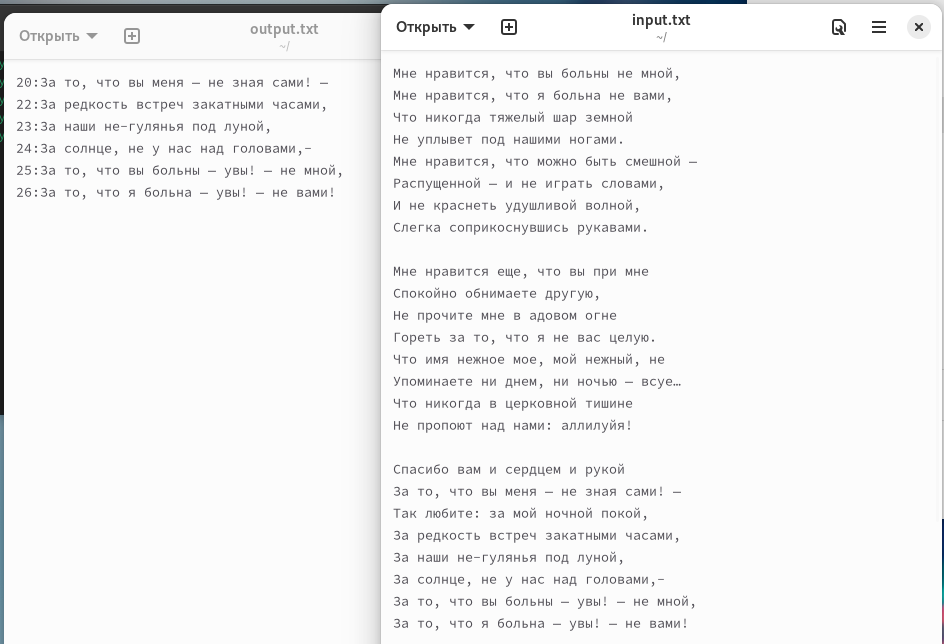 Открыть
output.txt
~/
20:За то, что вы меня — не зная сами! —
22:За редкость встреч закатными часами,
23:За наши не-гулянья под луной,
24:За солнце, не у нас над головами,-
25:За то, что вы больны — увы! — не мной,
26:За то, что я больна — увы! — не вами!
Открыть
input.txt
~/
Мне нравится, что вы больны не мной,
Мне нравится, что я больна не вами,
Что никогда тяжелый шар земной
Не уплывет под нашими ногами.
Мне нравится, что можно быть смешной —
Распущенной — и не играть словами,
И не краснеть удушливой волной,
Слегка соприкоснувшись рукавами.

Мне нравится еще, что вы при мне
Спокойно обнимаете другую,
Не прочите мне в адовом огне
Гореть за то, что я не вас целую.
Что имя нежное мое, мой нежный, не
Упоминаете ни днем, ни ночью — всуе…
Что никогда в церковной тишине
Не пропоют над нами: аллилуйя!

Спасибо вам и сердцем и рукой
За то, что вы меня — не зная сами! —
Так любите: за мой ночной покой,
За редкость встреч закатными часами,
За наши не-гулянья под луной,
За солнце, не у нас над головами,-
За то, что вы больны — увы! — не мной,
За то, что я больна — увы! — не вами!